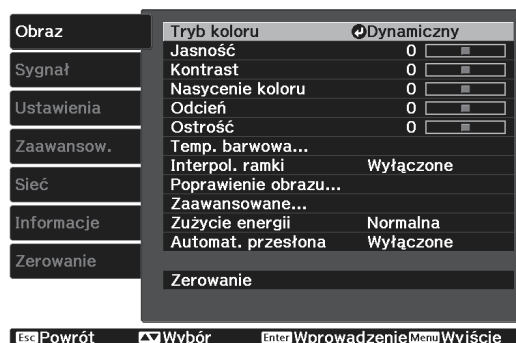 Obraz
Sygnał
Ustawienia
Zaawansow.
Sieć
Informacje
Zerowanie
Tryb koloru Dynamiczny
Jasność 0
Kontrast 0
Nasycenie koloru 0
Odcień 0
Ostrość 0
Temp. barwowa...
Interpol. ramki Wyłączone
Poprawienie obrazu...
Zaawansowane...
Zużycie energii Normalna
Automat. przesłona Wyłączone
Zerowanie
Esc Powrót Wybór Enter Wprowadzenie Menu Wyjście